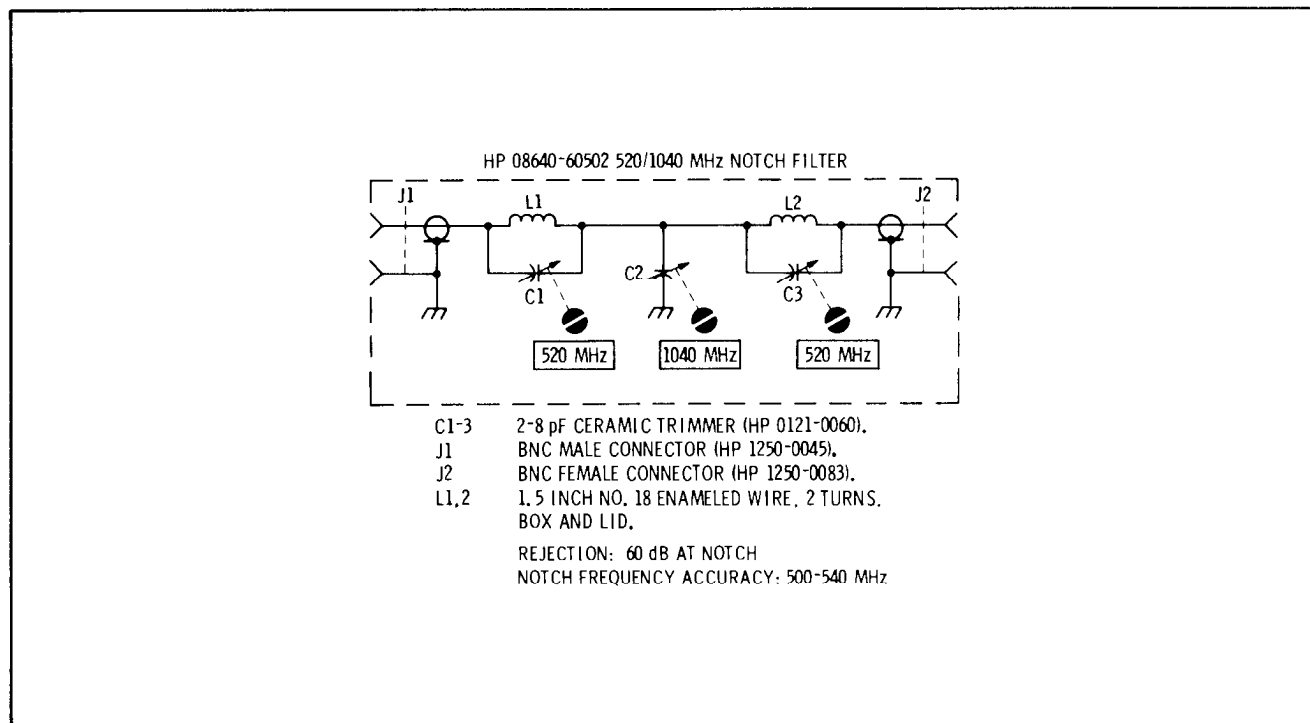 HP 08640-60502 520/1040 MHz NOTCH FILTER
J1
L1
L2
J2
C1
C2
C3
520 MHz
1040 MHz
520 MHz
C1-3 2-8 pF CERAMIC TRIMMER (HP 0121-0060).
J1 BNC MALE CONNECTOR (HP 1250-0045).
J2 BNC FEMALE CONNECTOR (HP 1250-0083).
L1,2 1.5 INCH NO. 18 ENAMELED WIRE, 2 TURNS.
BOX AND LID.
REJECTION: 60 dB AT NOTCH
NOTCH FREQUENCY ACCURACY: 500-540 MHz